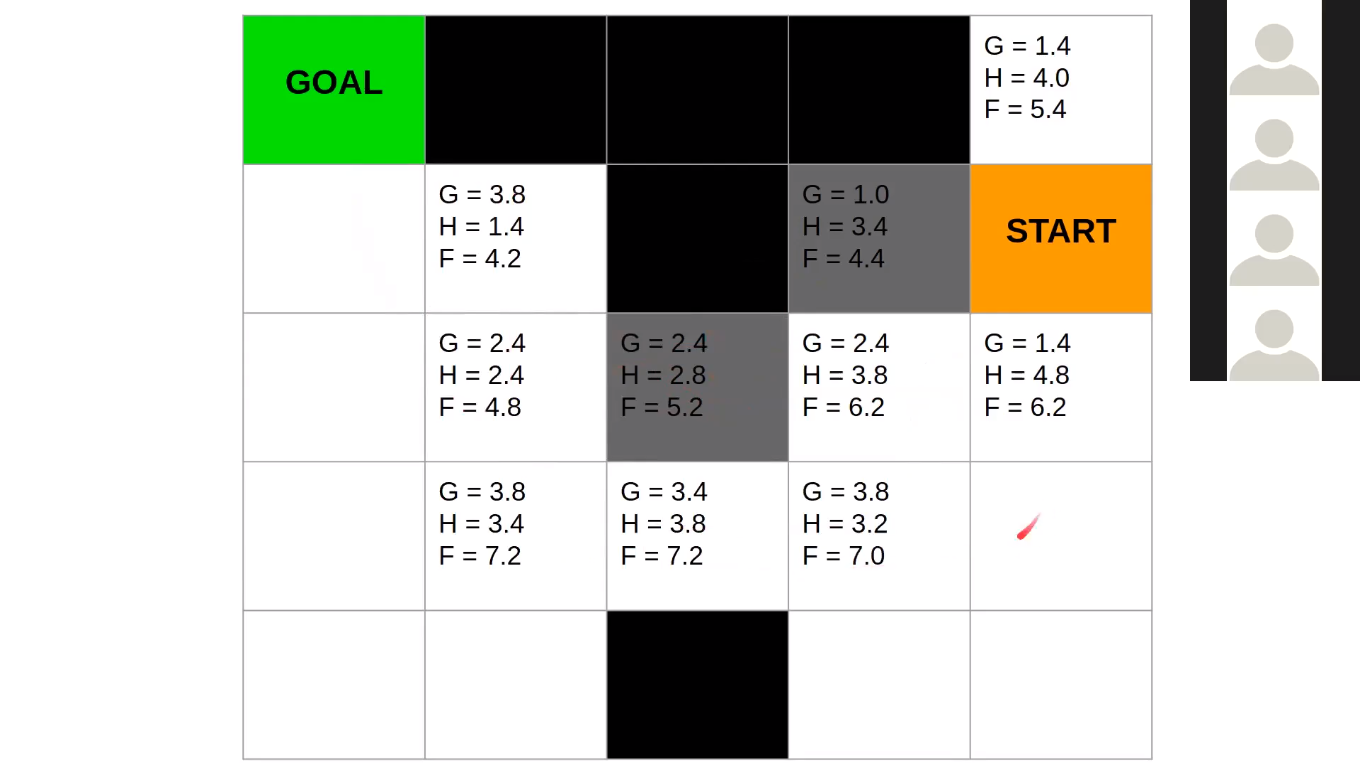 GOAL
G = 1.4
H = 4.0
F = 5.4
G = 3.8
H = 1.4
F = 4.2
G = 1.0
H = 3.4
F = 4.4
START
G = 2.4
H = 2.4
F = 4.8
G = 2.4
H = 2.8
F = 5.2
G = 2.4
H = 3.8
F = 6.2
G = 1.4
H = 4.8
F = 6.2
G = 3.8
H = 3.4
F = 7.2
G = 3.4
H = 3.8
F = 7.2
G = 3.8
H = 3.2
F = 7.0